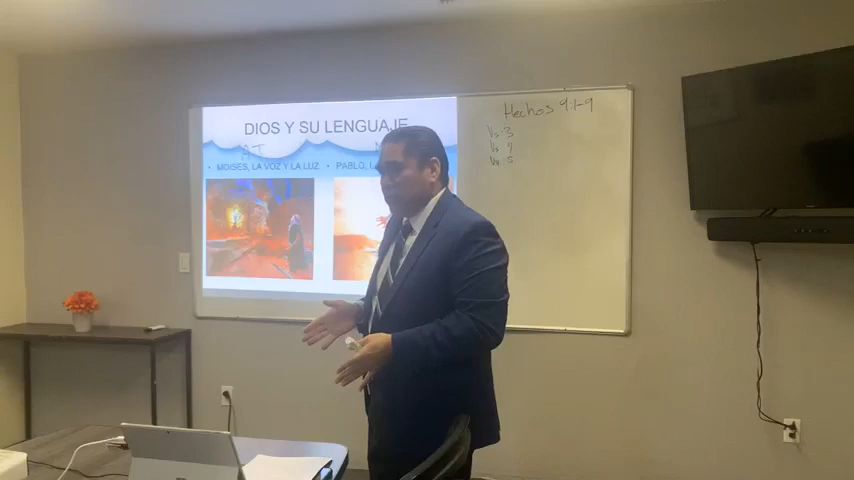 DIOS Y SU LENGUAJE
AT
• MOISES, LA VOZ Y LA LUZ
• PABLO,
Hechos 9:1-9
Vs. 3
Vs. 4
Vs. 5